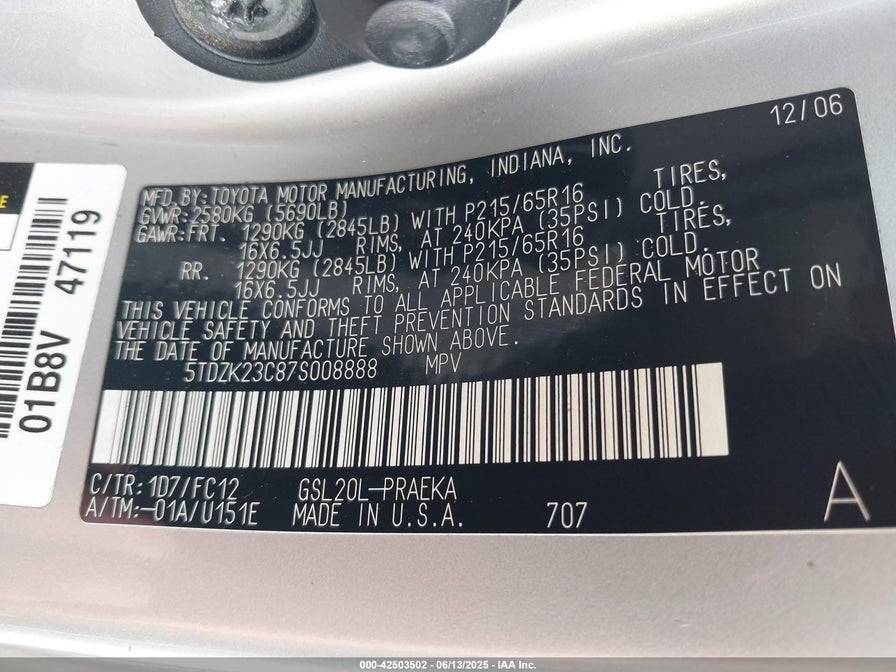 12/06
MFD. BY: TOYOTA MOTOR MANUFACTURING, INDIANA, INC.
GVWR: 2580KG (5690LB)
GAWR: FRT. 1290KG (2845LB) WITH P215/65R16 TIRES,
16X6.5JJ RIMS, AT 240KPA (35PSI) COLD.
RR. 1290KG (2845LB) WITH P215/65R16 TIRES,
16X6.5JJ RIMS, AT 240KPA (35PSI) COLD.
THIS VEHICLE CONFORMS TO ALL APPLICABLE FEDERAL MOTOR
VEHICLE SAFETY AND THEFT PREVENTION STANDARDS IN EFFECT ON
THE DATE OF MANUFACTURE SHOWN ABOVE.
5TDZK23C87S008888 MPV
C/TR: 1D7/FC12 GSL20L-PRAEKA
A/TM:-01A/U151E MADE IN U.S.A. 707
A
01B8V 47119
000-42503502 - 06/13/2025 - IAA Inc.